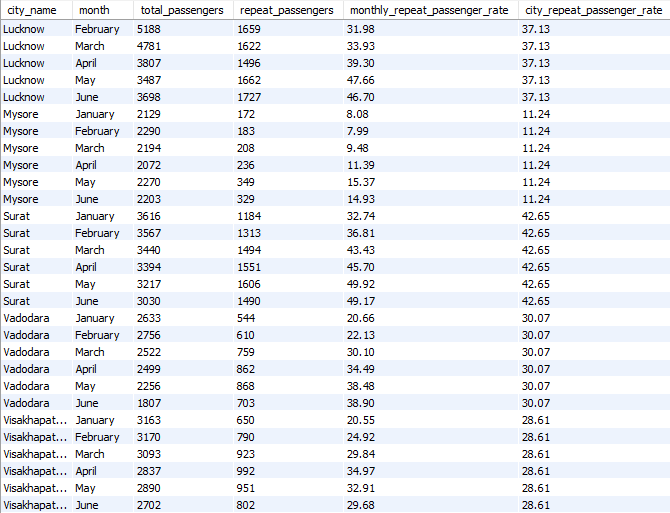 city_name month total_passengers repeat_passengers monthly_repeat_passenger_rate city_repeat_passenger_rate
Lucknow February 5188 1659 31.98 37.13
Lucknow March 4781 1622 33.93 37.13
Lucknow April 3807 1496 39.30 37.13
Lucknow May 3487 1662 47.66 37.13
Lucknow June 3698 1727 46.70 37.13
Mysore January 2129 172 8.08 11.24
Mysore February 2290 183 7.99 11.24
Mysore March 2194 208 9.48 11.24
Mysore April 2072 236 11.39 11.24
Mysore May 2270 349 15.37 11.24
Mysore June 2203 329 14.93 11.24
Surat January 3616 1184 32.74 42.65
Surat February 3567 1313 36.81 42.65
Surat March 3440 1494 43.43 42.65
Surat April 3394 1551 45.70 42.65
Surat May 3217 1606 49.92 42.65
Surat June 3030 1490 49.17 42.65
Vadodara January 2633 544 20.66 30.07
Vadodara February 2756 610 22.13 30.07
Vadodara March 2522 759 30.10 30.07
Vadodara April 2499 862 34.49 30.07
Vadodara May 2256 868 38.48 30.07
Vadodara June 1807 703 38.90 30.07
Visakhapat... January 3163 650 20.55 28.61
Visakhapat... February 3170 790 24.92 28.61
Visakhapat... March 3093 923 29.84 28.61
Visakhapat... April 2837 992 34.97 28.61
Visakhapat... May 2890 951 32.91 28.61
Visakhapat... June 2702 802 29.68 28.61